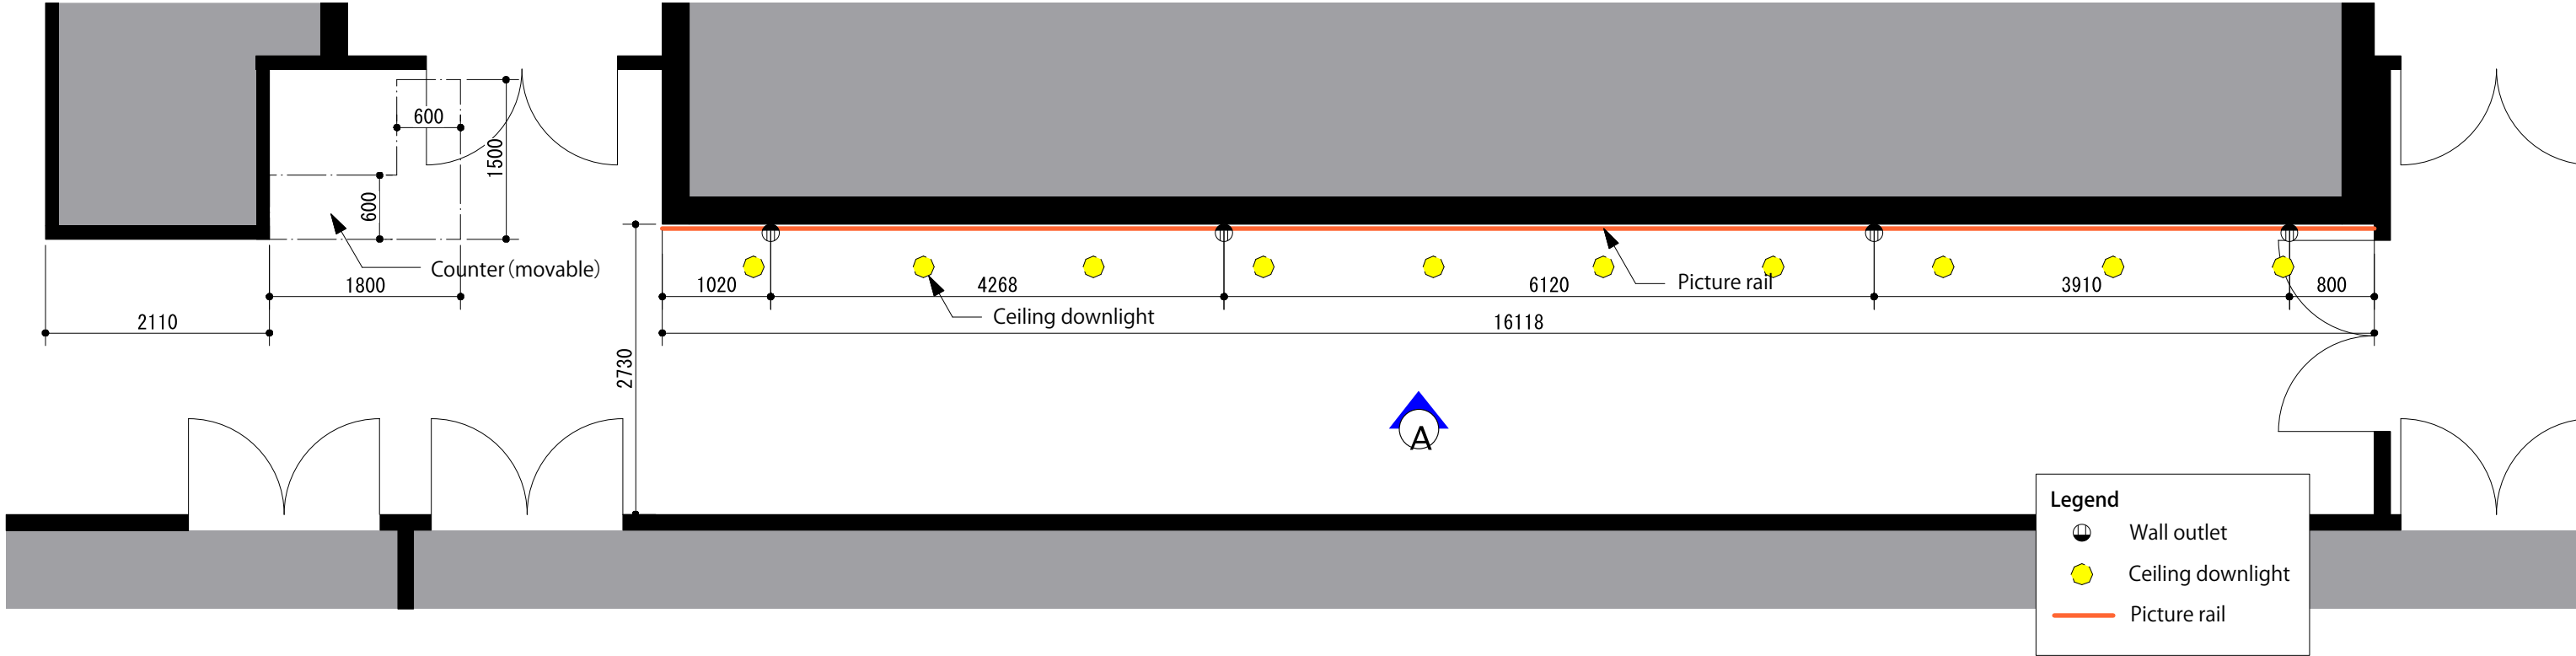 600
1500
600
Counter（movable）
1800
2110
2730
1020
4268
6120
3910
800
Picture rail
Ceiling downlight
16118
A
Legend
Wall outlet
Ceiling downlight
Picture rail